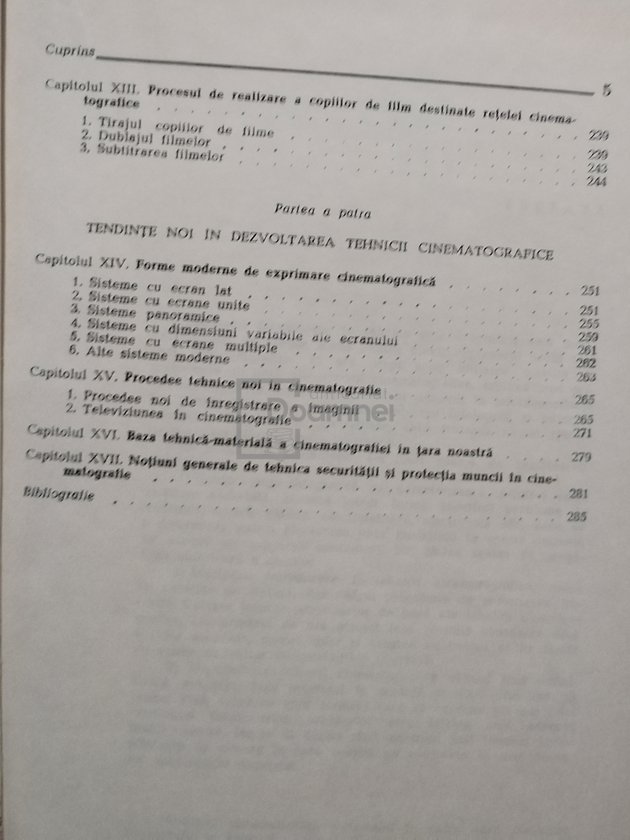 Cuprins 5
Capitolul XIII. Procesul de realizare a copiilor de film destinate rețelei cinema-
tografice . . . . . . . . . . . . . . . . 239
1. Tirajul copiilor de filme . . . . . . . . . . 239
2. Dublajul filmelor . . . . . . . . . . . . 243
3. Subtitrarea filmelor . . . . . . . . . . . . 244
Partea a patra
TENDINȚE NOI IN DEZVOLTAREA TEHNICII CINEMATOGRAFICE
Capitolul XIV. Forme moderne de exprimare cinematografică . . . . . 251
1. Sisteme cu ecran lat . . . . . . . . . . . 251
2. Sisteme cu ecrane unite . . . . . . . . . . 255
3. Sisteme panoramice . . . . . . . . . . . 259
4. Sisteme cu dimensiuni variabile ale ecranului . . . . . 261
5. Sisteme cu ecrane multiple . . . . . . . . . 262
6. Alte sisteme moderne . . . . . . . . . . . 263
Capitolul XV. Procedee tehnice noi in cinematografie . . . . . . . 265
1. Procedee noi de înregistrare a imaginii . . . . . . . 265
2. Televiziunea în cinematografie . . . . . . . . . 271
Capitolul XVI. Baza tehnică-materială a cinematografiei in țara noastră . . . 279
Capitolul XVII. Noțiuni generale de tehnica securității și protecția muncii in cine-
matografie . . . . . . . . . . . . . . . 281
Bibliografie . . . . . . . . . . . . . . . . . 285